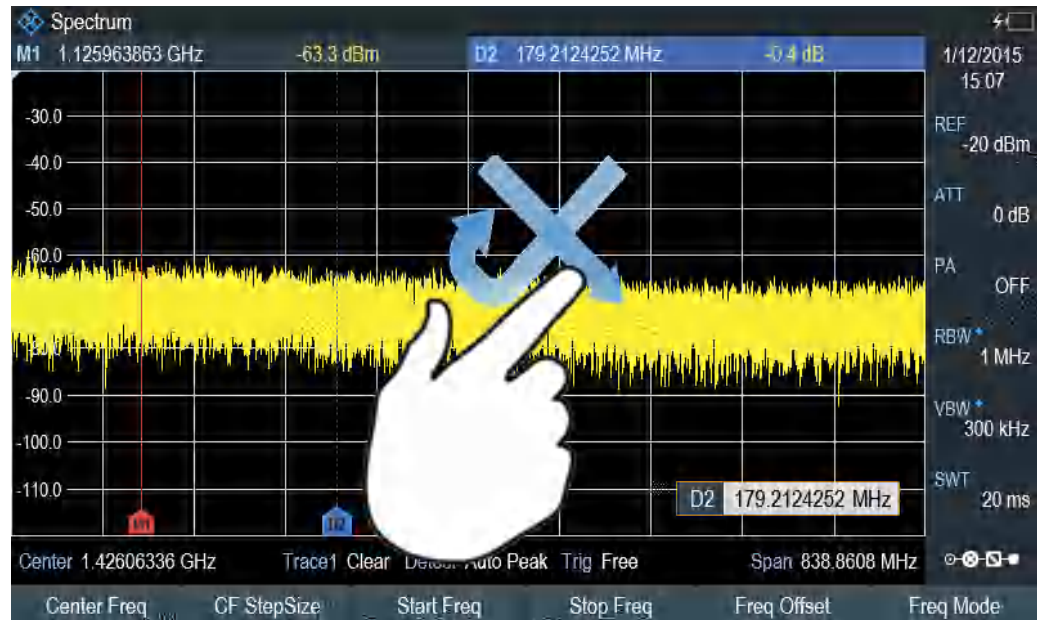 Spectrum
M1 1.125963863 GHz -63.3 dBm D2 179.2124252 MHz -0.4 dB
1/12/2015
15:07
-30.0
-40.0
-50.0
-60.0
-90.0
-100.0
-110.0
REF
-20 dBm
ATT
0 dB
PA
OFF
RBW
1 MHz
VBW
300 kHz
SWT
20 ms
D2 179.2124252 MHz
M1
D2
Center 1.42606336 GHz Trace1 Clear Auto Peak Trig Free Span 838.8608 MHz
Center Freq CF StepSize Start Freq Stop Freq Freq Offset Freq Mode